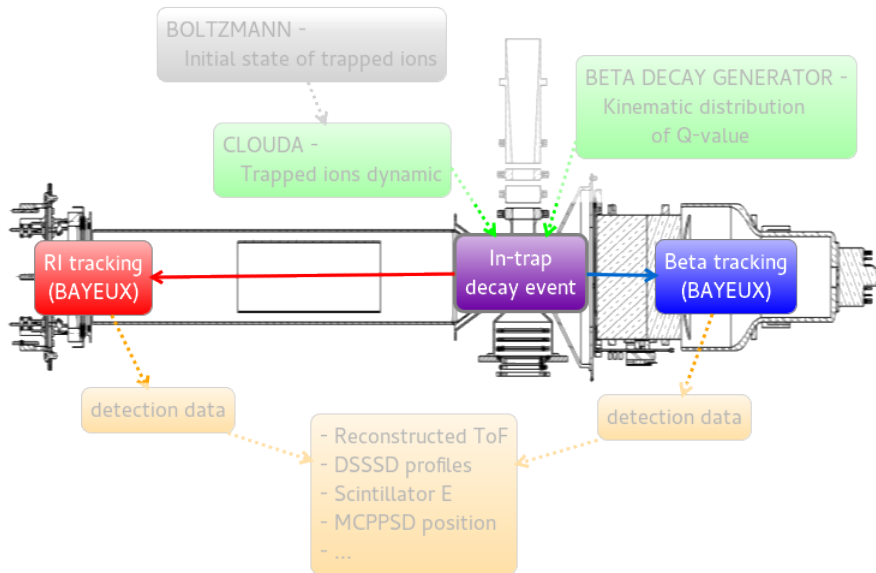 BOLTZMANN -
Initial state of trapped ions
BETA DECAY GENERATOR -
Kinematic distribution
of Q-value
CLOUDA -
Trapped ions dynamic
RI tracking
(BAYEUX)
In-trap
decay event
Beta tracking
(BAYEUX)
detection data
detection data
- Reconstructed ToF
- DSSSD profiles
- Scintillator E
- MCPPSD position
- ...